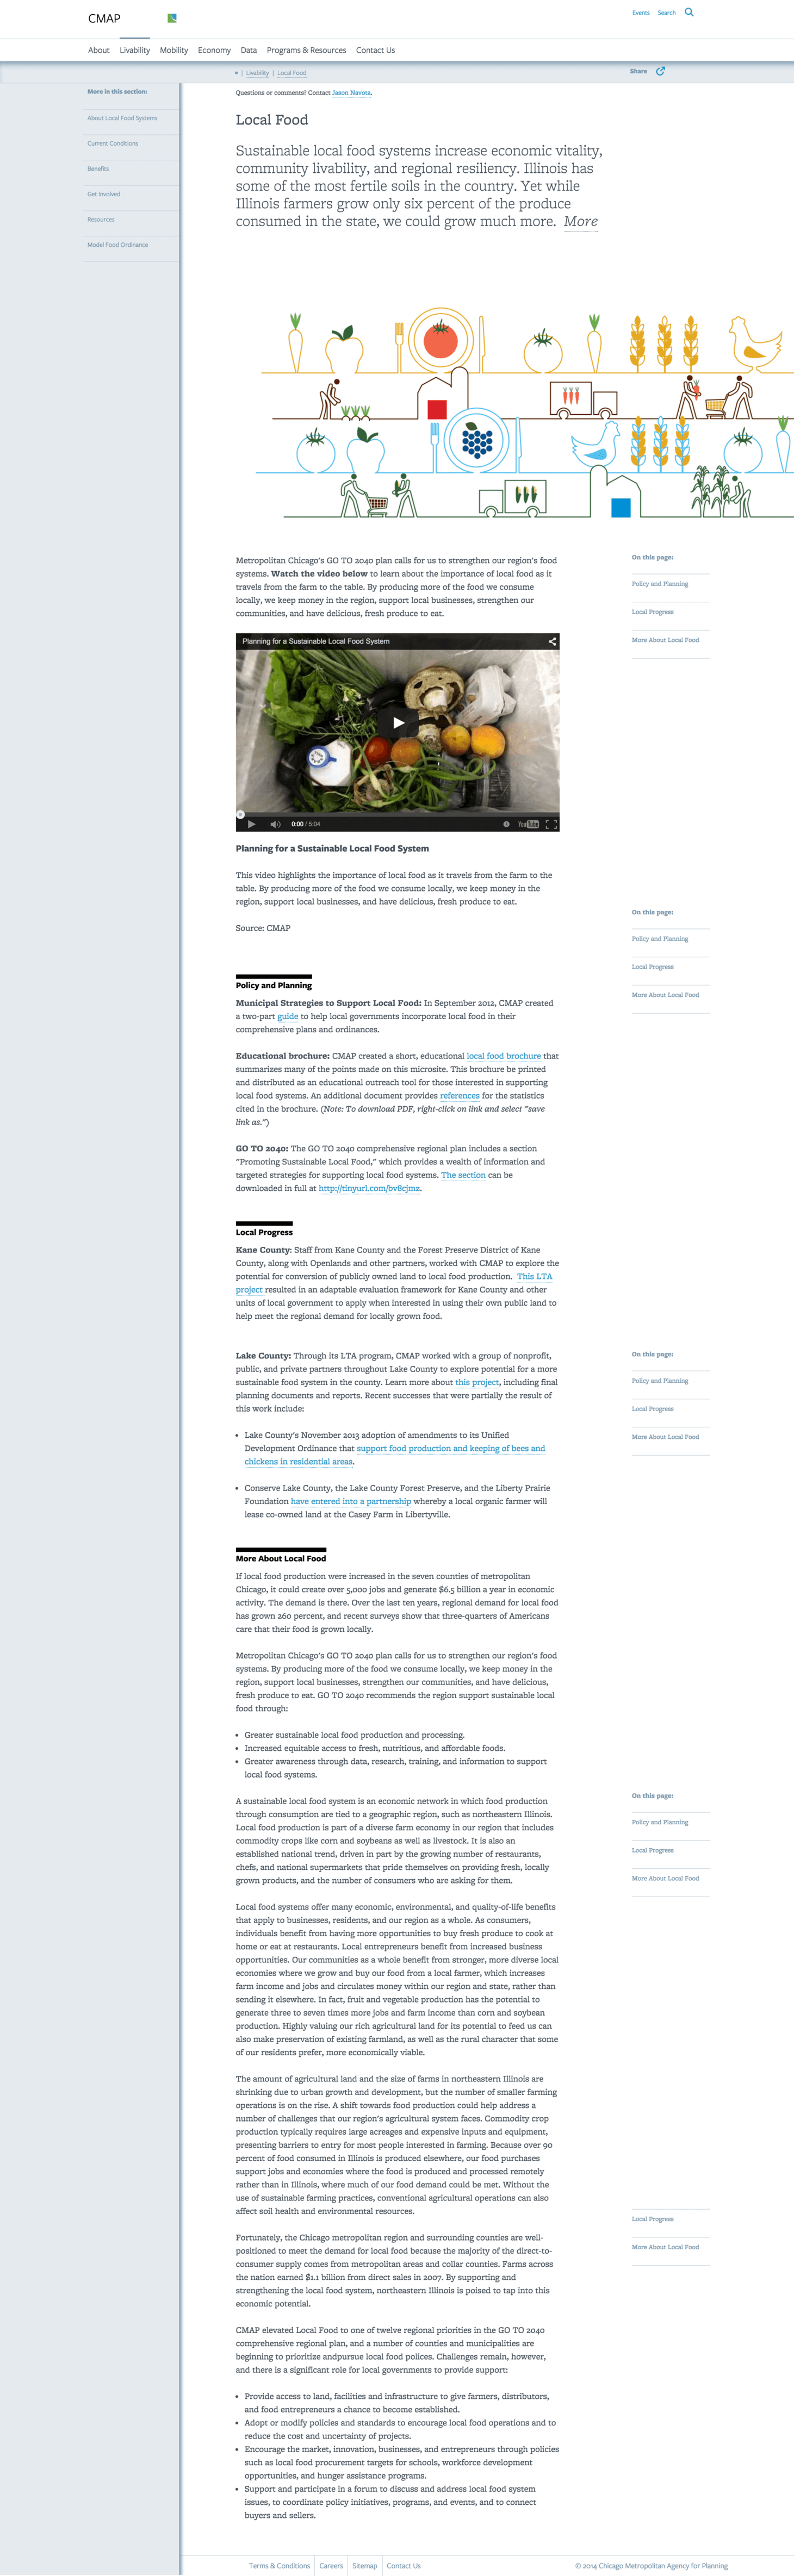 CMAP
Events Search
About Livability Mobility Economy Data Programs & Resources Contact Us
| Livability | Local Food
Share
More in this section:
About Local Food Systems
Current Conditions
Benefits
Get Involved
Resources
Model Food Ordinance
Questions or comments? Contact Jason Navota.
Local Food
Sustainable local food systems increase economic vitality,
community livability, and regional resiliency. Illinois has
some of the most fertile soils in the country. Yet while
Illinois farmers grow only six percent of the produce
consumed in the state, we could grow much more. More
Metropolitan Chicago's GO TO 2040 plan calls for us to strengthen our region's food
systems. Watch the video below to learn about the importance of local food as it
travels from the farm to the table. By producing more of the food we consume
locally, we keep money in the region, support local businesses, strengthen our
communities, and have delicious, fresh produce to eat.
On this page:
Policy and Planning
Local Progress
More About Local Food
Planning for a Sustainable Local Food System
0:00 / 5:04
YouTube
Planning for a Sustainable Local Food System
This video highlights the importance of local food as it travels from the farm to the
table. By producing more of the food we consume locally, we keep money in the
region, support local businesses, and have delicious, fresh produce to eat.
Source: CMAP
On this page:
Policy and Planning
Local Progress
More About Local Food
Policy and Planning
Municipal Strategies to Support Local Food: In September 2012, CMAP created
a two-part guide to help local governments incorporate local food in their
comprehensive plans and ordinances.
Educational brochure: CMAP created a short, educational local food brochure that
summarizes many of the points made on this microsite. This brochure be printed
and distributed as an educational outreach tool for those interested in supporting
local food systems. An additional document provides references for the statistics
cited in the brochure. (Note: To download PDF, right-click on link and select "save
link as.")
GO TO 2040: The GO TO 2040 comprehensive regional plan includes a section
"Promoting Sustainable Local Food," which provides a wealth of information and
targeted strategies for supporting local food systems. The section can be
downloaded in full at http://tinyurl.com/bv8cjmz.
Local Progress
Kane County: Staff from Kane County and the Forest Preserve District of Kane
County, along with Openlands and other partners, worked with CMAP to explore the
potential for conversion of publicly owned land to local food production. This LTA
project resulted in an adaptable evaluation framework for Kane County and other
units of local government to apply when interested in using their own public land to
help meet the regional demand for locally grown food.
Lake County: Through its LTA program, CMAP worked with a group of nonprofit,
public, and private partners throughout Lake County to explore potential for a more
sustainable food system in the county. Learn more about this project, including final
planning documents and reports. Recent successes that were partially the result of
this work include:
On this page:
Policy and Planning
Local Progress
More About Local Food
• Lake County's November 2013 adoption of amendments to its Unified
Development Ordinance that support food production and keeping of bees and
chickens in residential areas.
• Conserve Lake County, the Lake County Forest Preserve, and the Liberty Prairie
Foundation have entered into a partnership whereby a local organic farmer will
lease co-owned land at the Casey Farm in Libertyville.
More About Local Food
If local food production were increased in the seven counties of metropolitan
Chicago, it could create over 5,000 jobs and generate $6.5 billion a year in economic
activity. The demand is there. Over the last ten years, regional demand for local food
has grown 260 percent, and recent surveys show that three-quarters of Americans
care that their food is grown locally.
Metropolitan Chicago's GO TO 2040 plan calls for us to strengthen our region's food
systems. By producing more of the food we consume locally, we keep money in the
region, support local businesses, strengthen our communities, and have delicious,
fresh produce to eat. GO TO 2040 recommends the region support sustainable local
food through:
• Greater sustainable local food production and processing.
• Increased equitable access to fresh, nutritious, and affordable foods.
• Greater awareness through data, research, training, and information to support
local food systems.
On this page:
Policy and Planning
Local Progress
More About Local Food
A sustainable local food system is an economic network in which food production
through consumption are tied to a geographic region, such as northeastern Illinois.
Local food production is part of a diverse farm economy in our region that includes
commodity crops like corn and soybeans as well as livestock. It is also an
established national trend, driven in part by the growing number of restaurants,
chefs, and national supermarkets that pride themselves on providing fresh, locally
grown products, and the number of consumers who are asking for them.
Local food systems offer many economic, environmental, and quality-of-life benefits
that apply to businesses, residents, and our region as a whole. As consumers,
individuals benefit from having more opportunities to buy fresh produce to cook at
home or eat at restaurants. Local entrepreneurs benefit from increased business
opportunities. Our communities as a whole benefit from stronger, more diverse local
economies where we grow and buy our food from a local farmer, which increases
farm income and jobs and circulates money within our region and state, rather than
sending it elsewhere. In fact, fruit and vegetable production has the potential to
generate three to seven times more jobs and farm income than corn and soybean
production. Highly valuing our rich agricultural land for its potential to feed us can
also make preservation of existing farmland, as well as the rural character that some
of our residents prefer, more economically viable.
The amount of agricultural land and the size of farms in northeastern Illinois are
shrinking due to urban growth and development, but the number of smaller farming
operations is on the rise. A shift towards food production could help address a
number of challenges that our region's agricultural system faces. Commodity crop
production typically requires large acreages and expensive inputs and equipment,
presenting barriers to entry for most people interested in farming. Because over 90
percent of food consumed in Illinois is produced elsewhere, our food purchases
support jobs and economies where the food is produced and processed remotely
rather than in Illinois, where much of our food demand could be met. Without the
use of sustainable farming practices, conventional agricultural operations can also
affect soil health and environmental resources.
Local Progress
More About Local Food
Fortunately, the Chicago metropolitan region and surrounding counties are well-
positioned to meet the demand for local food because the majority of the direct-to-
consumer supply comes from metropolitan areas and collar counties. Farms across
the nation earned $1.1 billion from direct sales in 2007. By supporting and
strengthening the local food system, northeastern Illinois is poised to tap into this
economic potential.
CMAP elevated Local Food to one of twelve regional priorities in the GO TO 2040
comprehensive regional plan, and a number of counties and municipalities are
beginning to prioritize andpursue local food polices. Challenges remain, however,
and there is a significant role for local governments to provide support:
• Provide access to land, facilities and infrastructure to give farmers, distributors,
and food entrepreneurs a chance to become established.
• Adopt or modify policies and standards to encourage local food operations and to
reduce the cost and uncertainty of projects.
• Encourage the market, innovation, businesses, and entrepreneurs through policies
such as local food procurement targets for schools, workforce development
opportunities, and hunger assistance programs.
• Support and participate in a forum to discuss and address local food system
issues, to coordinate policy initiatives, programs, and events, and to connect
buyers and sellers.
Terms & Conditions Careers Sitemap Contact Us
© 2014 Chicago Metropolitan Agency for Planning